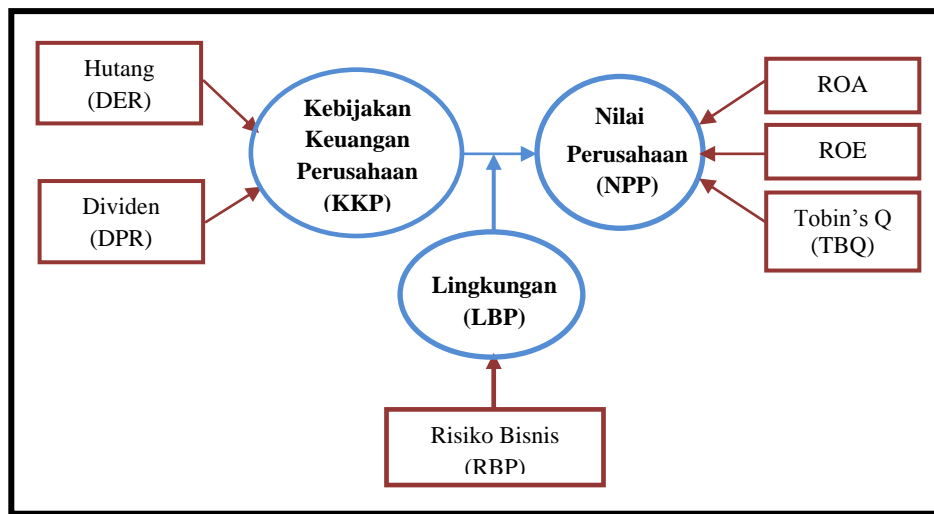 Hutang
(DER)
Dividen
(DPR)
Kebijakan
Keuangan
Perusahaan
(KKP)
Nilai
Perusahaan
(NPP)
ROA
ROE
Tobin’s Q
(TBQ)
Lingkungan
(LBP)
Risiko Bisnis
(RBP)